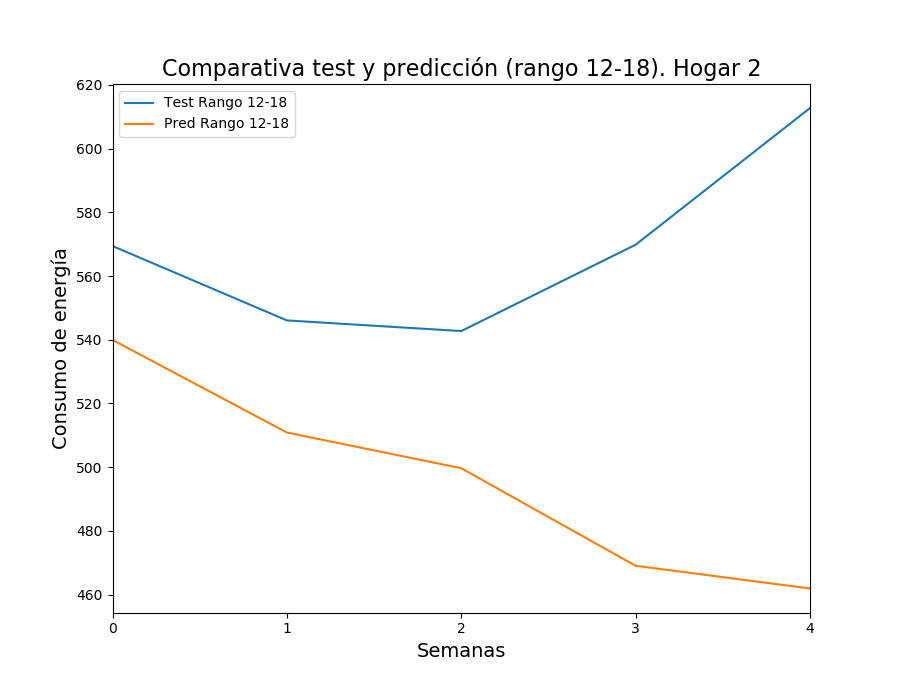 Comparativa test y predicción (rango 12-18). Hogar 2
Test Rango 12-18
Pred Rango 12-18
Consumo de energía
620
600
580
560
540
520
500
480
460
0 1 2 3 4
Semanas